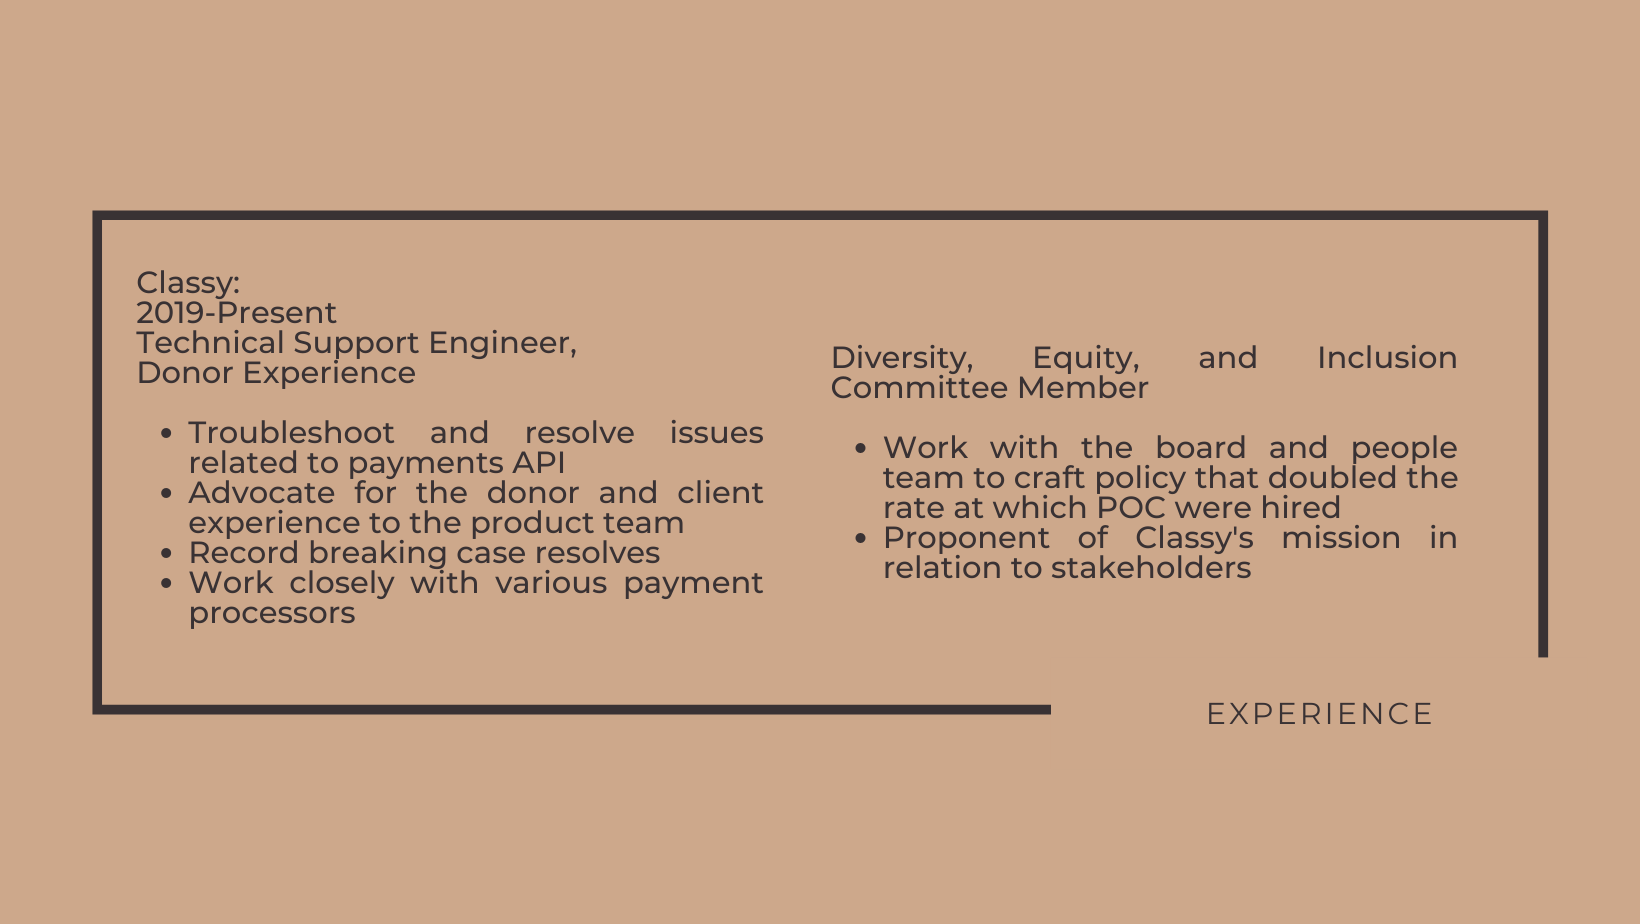 Classy:
2019-Present
Technical Support Engineer,
Donor Experience
• Troubleshoot and resolve issues
related to payments API
• Advocate for the donor and client
experience to the product team
• Record breaking case resolves
• Work closely with various payment
processors
Diversity, Equity, and Inclusion
Committee Member
• Work with the board and people
team to craft policy that doubled the
rate at which POC were hired
• Proponent of Classy's mission in
relation to stakeholders
EXPERIENCE